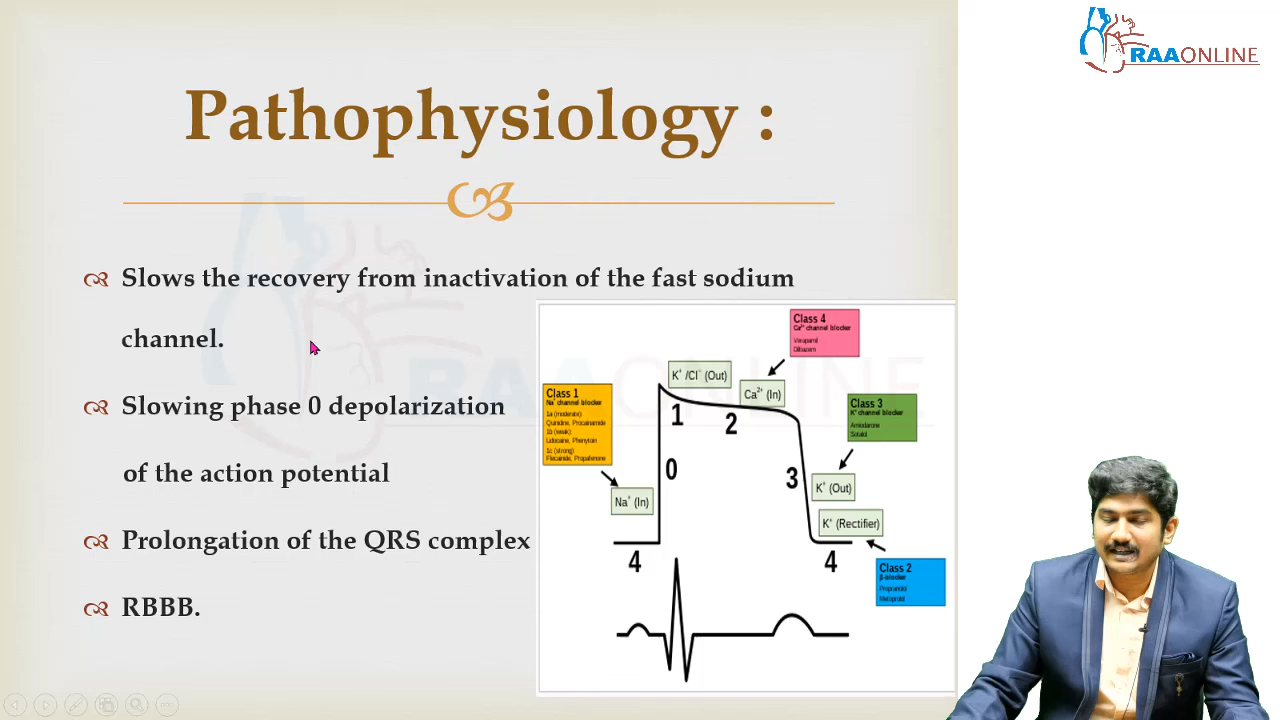 RAAONLINE
Pathophysiology :
Slows the recovery from inactivation of the fast sodium
channel.
Slowing phase 0 depolarization
of the action potential
Prolongation of the QRS complex
RBBB.
Class 4
Ca²⁺ channel blocker
Verapamil
Diltiazem
K⁺ /Cl⁻ (Out)
Ca²⁺ (In)
Class 1
Na⁺ channel blocker
1a (moderate):
Quinidine, Procainamide
1b (weak):
Lidocaine, Phenytoin
1c (strong):
Flecainide, Propafenone
Class 3
K⁺ channel blocker
Amiodarone
Sotalol
1
2
0
3
Na⁺ (In)
K⁺ (Out)
K⁺ (Rectifier)
4
4
Class 2
β-blocker
Propranolol
Metoprolol
RAAONLINE